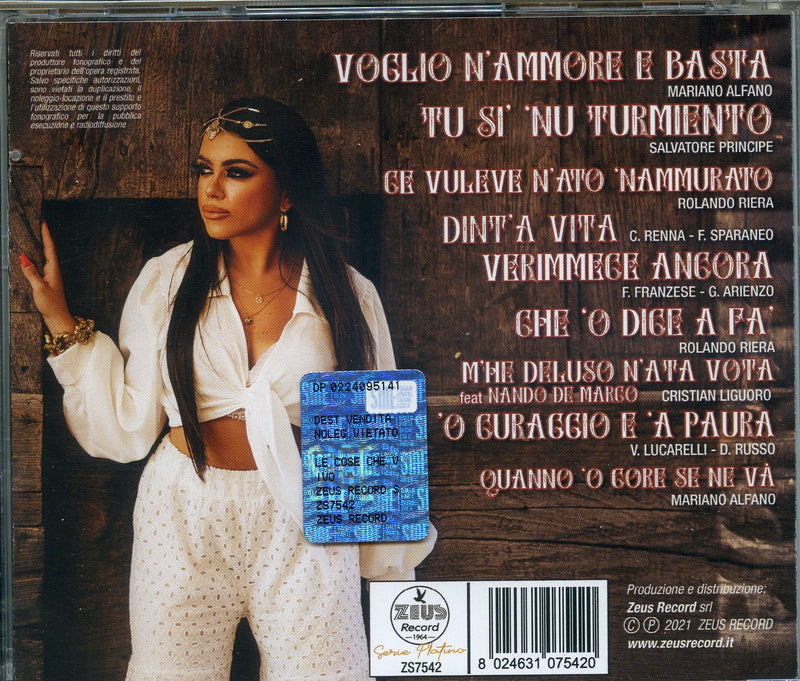 Riservati tutti i diritti del
produttore fonografico e del
proprietario dell'opera registrata.
Salvo specifiche autorizzazioni,
sono vietati la duplicazione, il
noleggio-locazione e il prestito e
l'utilizzazione di questo supporto
fonografico per la pubblica
esecuzione e radiodiffusione
VOGLIO N'AMMORE E BASTA
MARIANO ALFANO
TU SI' 'NU TURMIENTO
SALVATORE PRINCIPE
CE VULEVE N'ATO 'NAMMURATO
ROLANDO RIERA
DINT'A VITA C. RENNA - F. SPARANEO
VERIMMECE ANCORA
F. FRANZESE - G. ARIENZO
CHE 'O DICE A FA'
ROLANDO RIERA
M'HE DELUSO N'ATA VOTA
feat NANDO DE MARCO CRISTIAN LIGUORO
'O CURAGGIO E 'A PAURA
V. LUCARELLI - D. RUSSO
QUANNO 'O CORE SE NE VÀ
MARIANO ALFANO
DP 0224095141
SIAE
DEST.VENDITA
NOLEG.VIETATO
LE COSE CHE V
IVO
ZEUS RECORD S
ZS7542
ZEUS RECORD
ZEUS
Record
1964
Serie Platino
ZS7542
8 024631 075420
Produzione e distribuzione:
Zeus Record srl
© ℗ 2021 ZEUS RECORD
www.zeusrecord.it